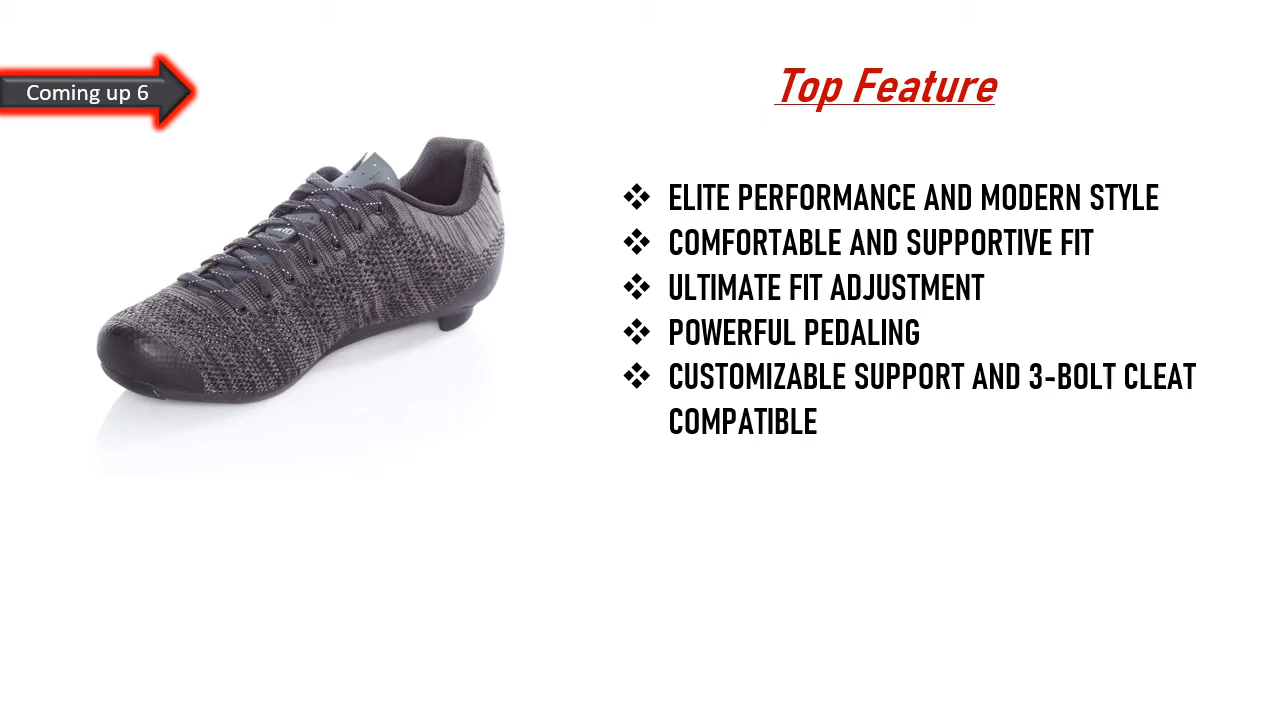 Coming up 6
Top Feature
❖ ELITE PERFORMANCE AND MODERN STYLE
❖ COMFORTABLE AND SUPPORTIVE FIT
❖ ULTIMATE FIT ADJUSTMENT
❖ POWERFUL PEDALING
❖ CUSTOMIZABLE SUPPORT AND 3-BOLT CLEAT
COMPATIBLE